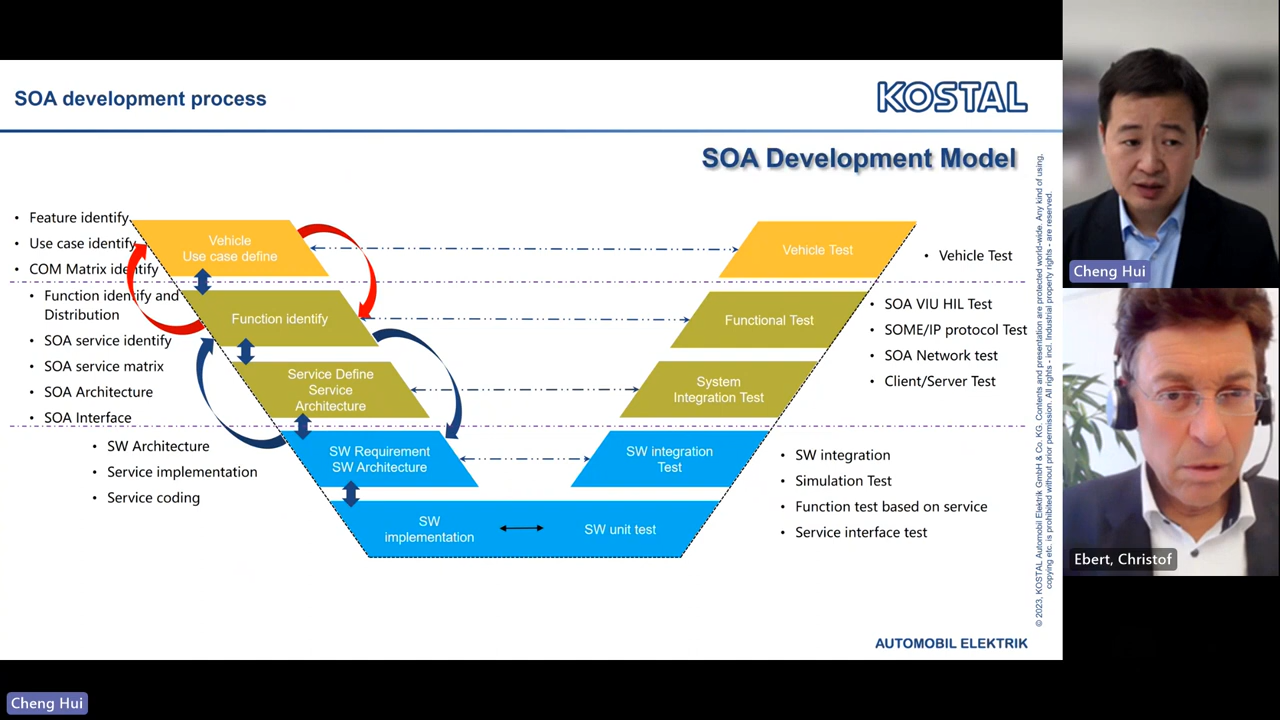 SOA development process
KOSTAL
SOA Development Model
• Feature identify
• Use case identify
• COM Matrix identify
• Function identify and
Distribution
• SOA service identify
• SOA service matrix
• SOA Architecture
• SOA Interface
• SW Architecture
• Service implementation
• Service coding
Vehicle
Use case define
Function identify
Service Define
Service
Architecture
SW Requirement
SW Architecture
SW
implementation
SW unit test
SW integration
Test
System
Integration Test
Functional Test
Vehicle Test
• Vehicle Test
• SOA VIU HIL Test
• SOME/IP protocol Test
• SOA Network test
• Client/Server Test
• SW integration
• Simulation Test
• Function test based on service
• Service interface test
© 2023, KOSTAL Automobil Elektrik GmbH & Co. KG. Contents and presentation are protected world-wide. Any kind of using,
copying etc. is prohibited without prior permission. All rights - incl. Industrial property rights - are reserved.
AUTOMOBIL ELEKTRIK
Cheng Hui
Ebert, Christof
Cheng Hui